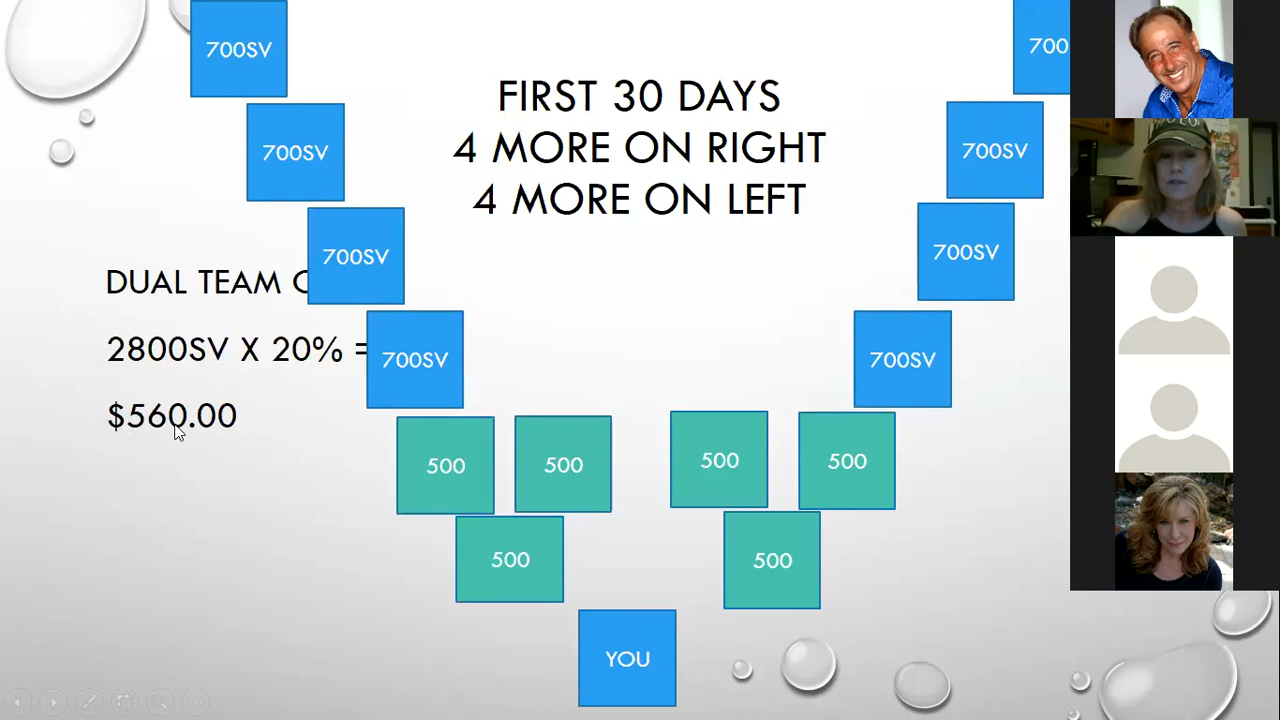 700SV
700
FIRST 30 DAYS
4 MORE ON RIGHT
4 MORE ON LEFT
700SV
700SV
700SV
700SV
DUAL TEAM
2800SV X 20% =
$560.00
700SV
700SV
500
500
500
500
500
500
YOU